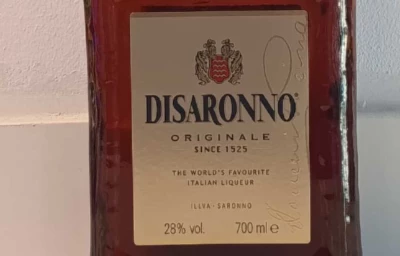 DISARONNO®
ORIGINALE
SINCE 1525
THE WORLD'S FAVOURITE
ITALIAN LIQUEUR
ILLVA - SARONNO
28% vol. 700 ml e